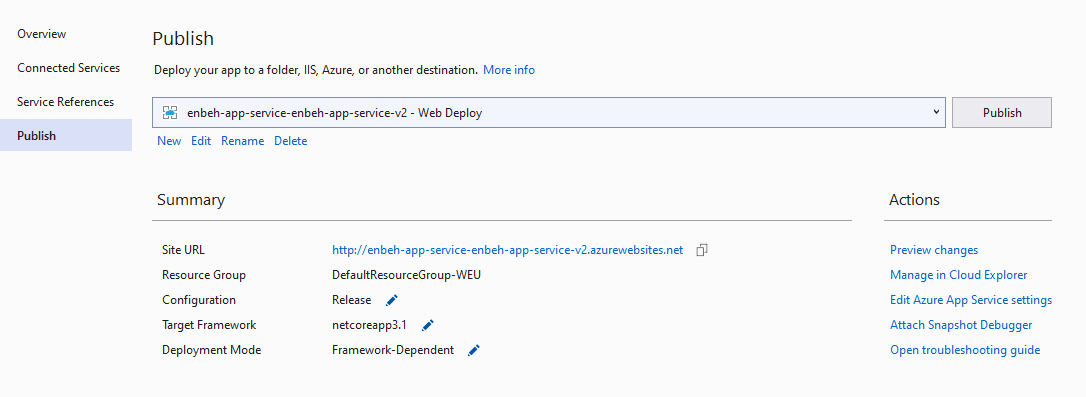 Overview
Connected Services
Service References
Publish
Publish
Deploy your app to a folder, IIS, Azure, or another destination. More info
enbeh-app-service-enbeh-app-service-v2 - Web Deploy
Publish
New Edit Rename Delete
Summary
Site URL http://enbeh-app-service-enbeh-app-service-v2.azurewebsites.net
Resource Group DefaultResourceGroup-WEU
Configuration Release
Target Framework netcoreapp3.1
Deployment Mode Framework-Dependent
Actions
Preview changes
Manage in Cloud Explorer
Edit Azure App Service settings
Attach Snapshot Debugger
Open troubleshooting guide